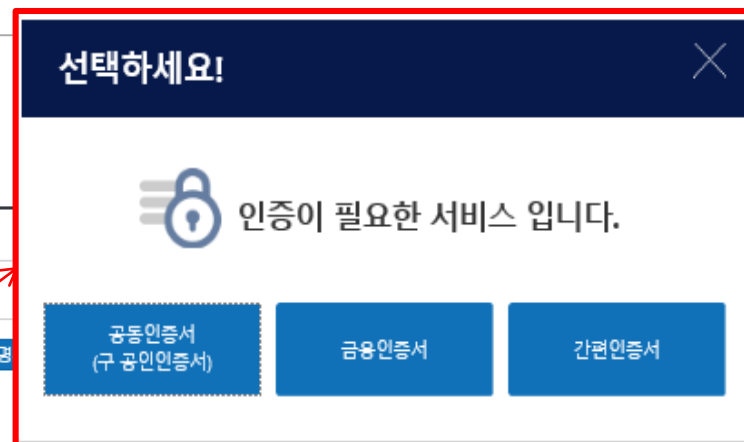 선택하세요!
인증이 필요한 서비스 입니다.
공동인증서
(구 공인인증서)
금융인증서
간편인증서
명